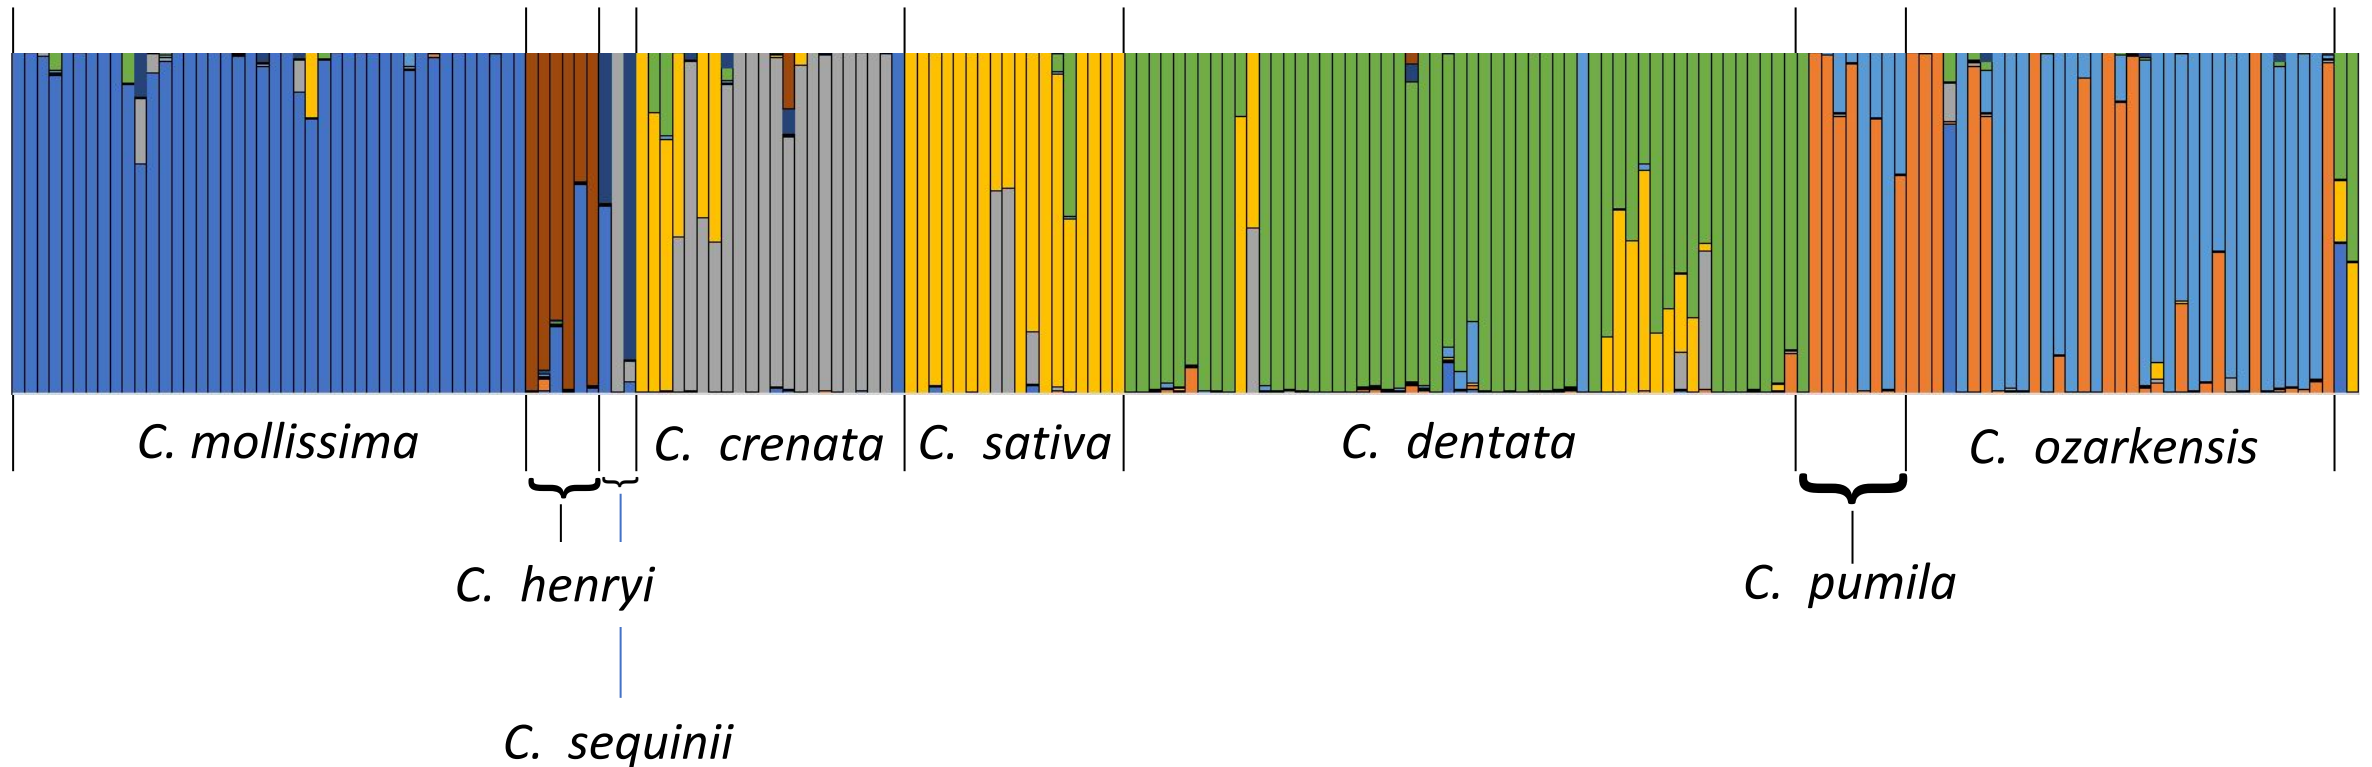 C. mollissima
C. crenata
C. sativa
C. dentata
C. ozarkensis
C. henryi
C. pumila
C. sequinii